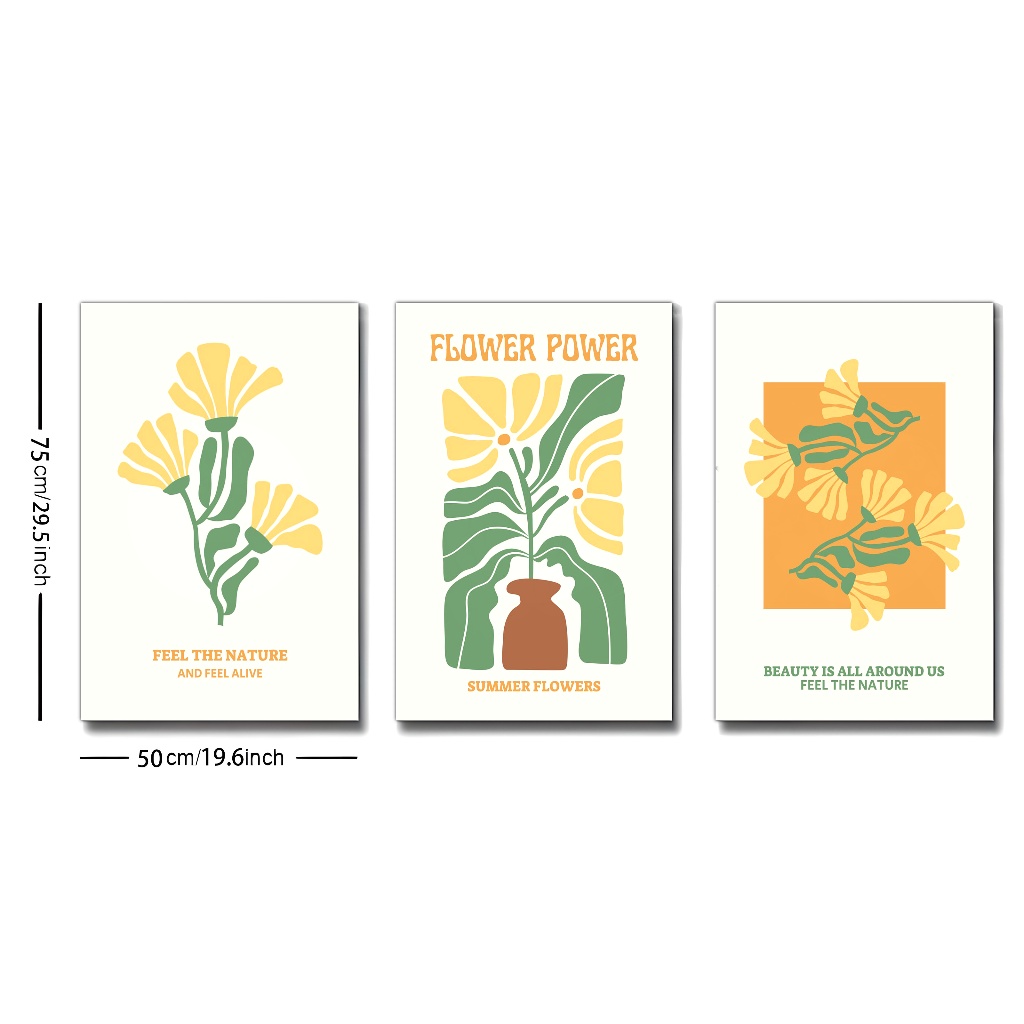 75cm/29.5inch
FEEL THE NATURE
AND FEEL ALIVE
50cm/19.6inch
FLOWER POWER
SUMMER FLOWERS
BEAUTY IS ALL AROUND US
FEEL THE NATURE